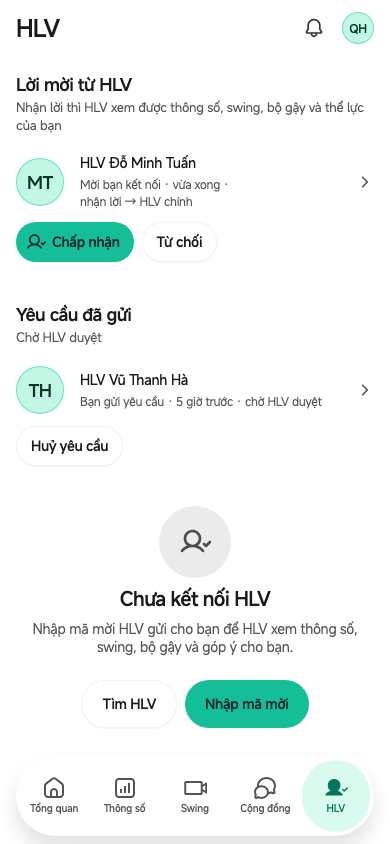 HLV
QH
Lời mời từ HLV
Nhận lời thì HLV xem được thông số, swing, bộ gậy và thể lực
của bạn
MT
HLV Đỗ Minh Tuấn
Mời bạn kết nối · vừa xong ·
nhận lời → HLV chính
Chấp nhận
Từ chối
Yêu cầu đã gửi
Chờ HLV duyệt
TH
HLV Vũ Thanh Hà
Bạn gửi yêu cầu · 5 giờ trước · chờ HLV duyệt
Huỷ yêu cầu
Chưa kết nối HLV
Nhập mã mời HLV gửi cho bạn để HLV xem thông số,
swing, bộ gậy và góp ý cho bạn.
Tìm HLV
Nhập mã mời
Tổng quan
Thông số
Swing
Cộng đồng
HLV